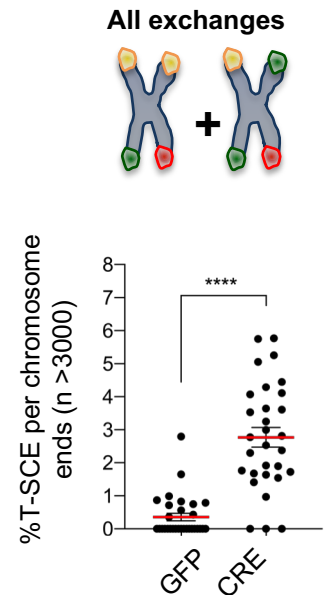 All exchanges
+
%T-SCE per chromosome
ends (n >3000)
8
7
6
5
4
3
2
1
0
****
GFP
CRE